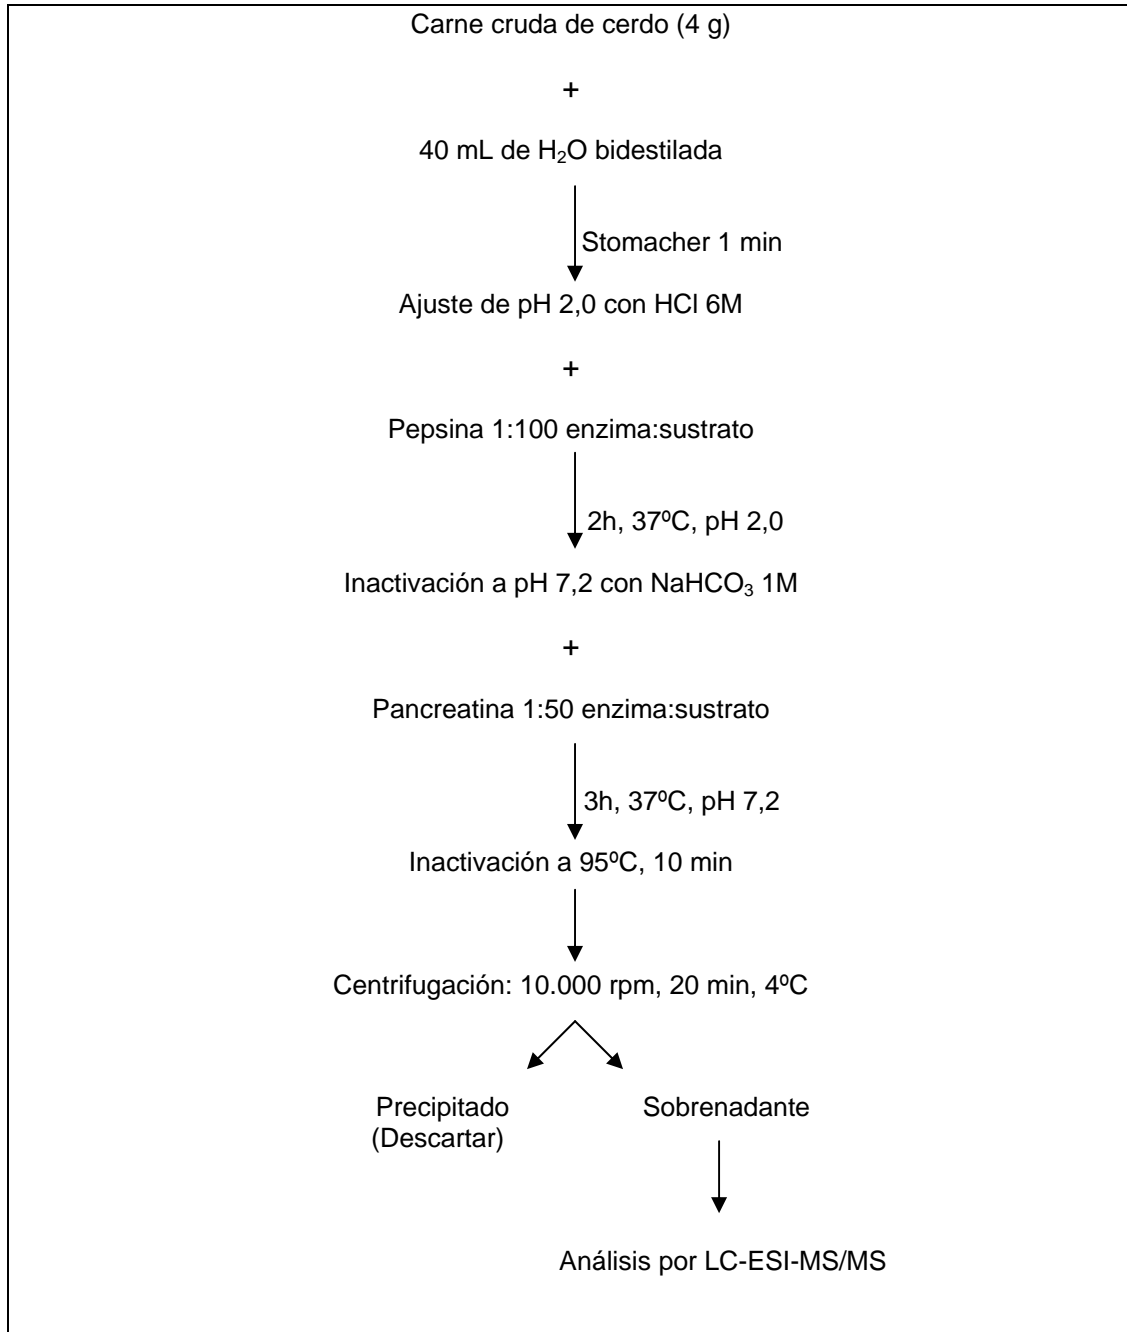 Carne cruda de cerdo (4 g)
+
40 mL de H₂O bidestilada
Stomacher 1 min
Ajuste de pH 2,0 con HCl 6M
+
Pepsina 1:100 enzima:sustrato
2h, 37ºC, pH 2,0
Inactivación a pH 7,2 con NaHCO₃ 1M
+
Pancreatina 1:50 enzima:sustrato
3h, 37ºC, pH 7,2
Inactivación a 95ºC, 10 min
Centrifugación: 10.000 rpm, 20 min, 4ºC
Precipitado
(Descartar)
Sobrenadante
Análisis por LC-ESI-MS/MS